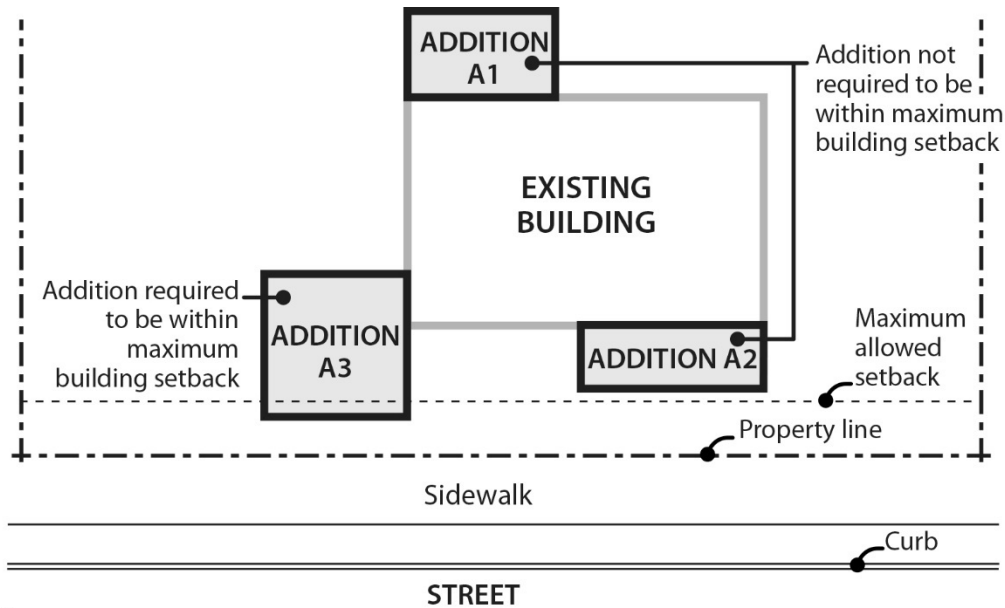 ADDITION
A1
Addition not
required to be
within maximum
building setback
EXISTING
BUILDING
Addition required
to be within
maximum
building setback
ADDITION
A3
ADDITION A2
Maximum
allowed
setback
Property line
Sidewalk
Curb
STREET